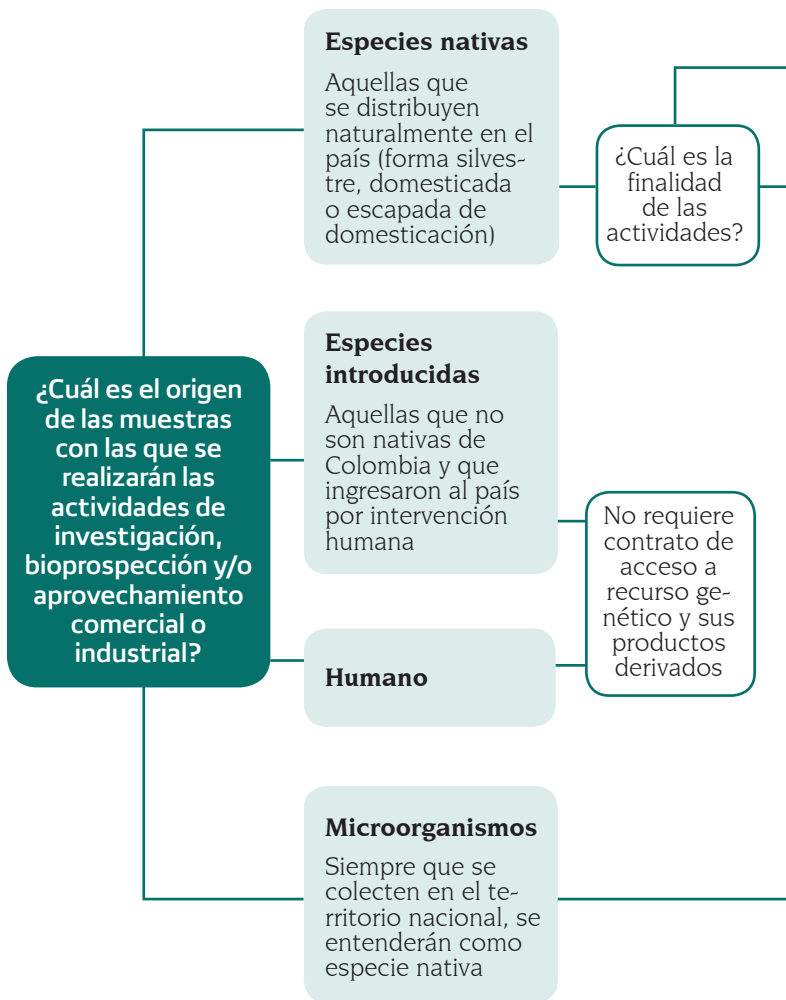 Especies nativas
Aquellas que
se distribuyen
naturalmente en el
país (forma silves-
tre, domesticada
o escapada de
domesticación)
¿Cuál es la
finalidad
de las
actividades?
¿Cuál es el origen
de las muestras
con las que se
realizarán las
actividades de
investigación,
bioprospección y/o
aprovechamiento
comercial o
industrial?
Especies
introducidas
Aquellas que no
son nativas de
Colombia y que
ingresaron al país
por intervención
humana
No requiere
contrato de
acceso a
recurso ge-
nético y sus
productos
derivados
Humano
Microorganismos
Siempre que se
colecten en el te-
rritorio nacional, se
entenderán como
especie nativa